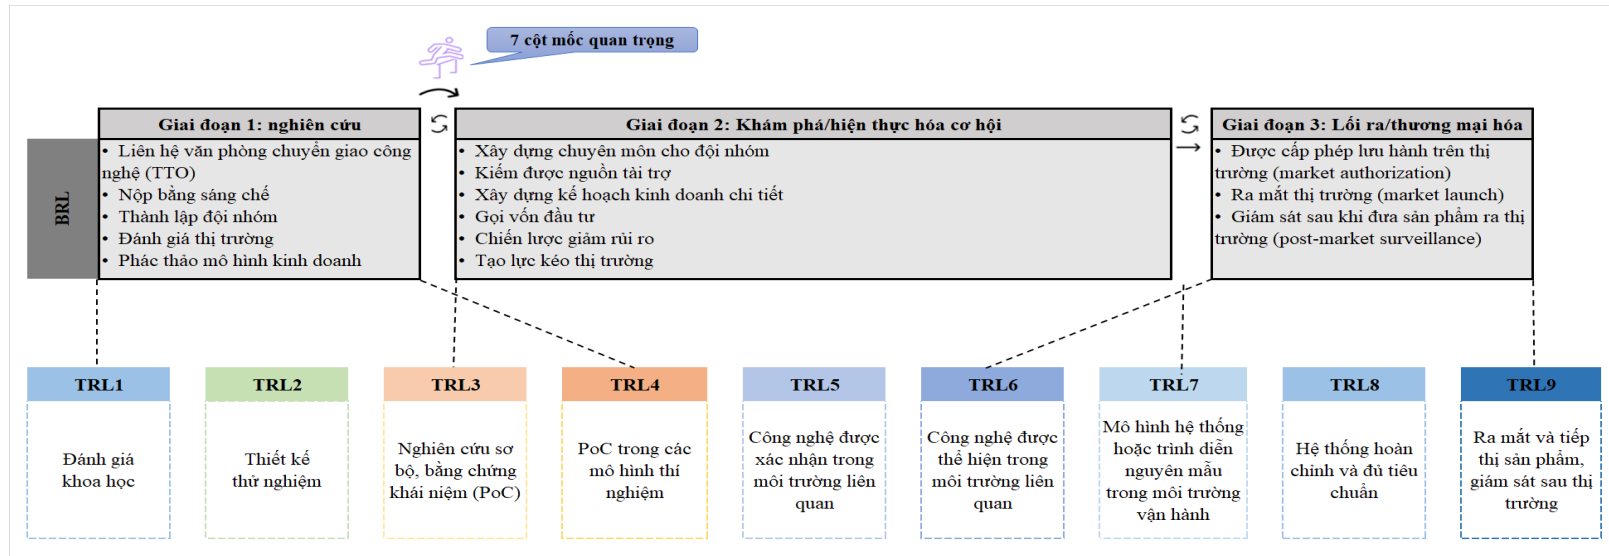 7 cột mốc quan trọng
Giai đoạn 1: nghiên cứu
Giai đoạn 2: Khám phá/hiện thực hóa cơ hội
Giai đoạn 3: Lối ra/thương mại hóa
BRL
• Liên hệ văn phòng chuyển giao công
nghệ (TTO)
• Nộp bằng sáng chế
• Thành lập đội nhóm
• Đánh giá thị trường
• Phác thảo mô hình kinh doanh
• Xây dựng chuyên môn cho đội nhóm
• Kiếm được nguồn tài trợ
• Xây dựng kế hoạch kinh doanh chi tiết
• Gọi vốn đầu tư
• Chiến lược giảm rủi ro
• Tạo lực kéo thị trường
• Được cấp phép lưu hành trên thị
trường (market authorization)
• Ra mắt thị trường (market launch)
• Giám sát sau khi đưa sản phẩm ra thị
trường (post-market surveillance)
TRL1
Đánh giá
khoa học
TRL2
Thiết kế
thử nghiệm
TRL3
Nghiên cứu sơ
bộ, bằng chứng
khái niệm (PoC)
TRL4
PoC trong các
mô hình thí
nghiệm
TRL5
Công nghệ được
xác nhận trong
môi trường liên
quan
TRL6
Công nghệ được
thể hiện trong
môi trường liên
quan
TRL7
Mô hình hệ thống
hoặc trình diễn
nguyên mẫu
trong môi trường
vận hành
TRL8
Hệ thống hoàn
chỉnh và đủ tiêu
chuẩn
TRL9
Ra mắt và tiếp
thị sản phẩm,
giám sát sau thị
trường